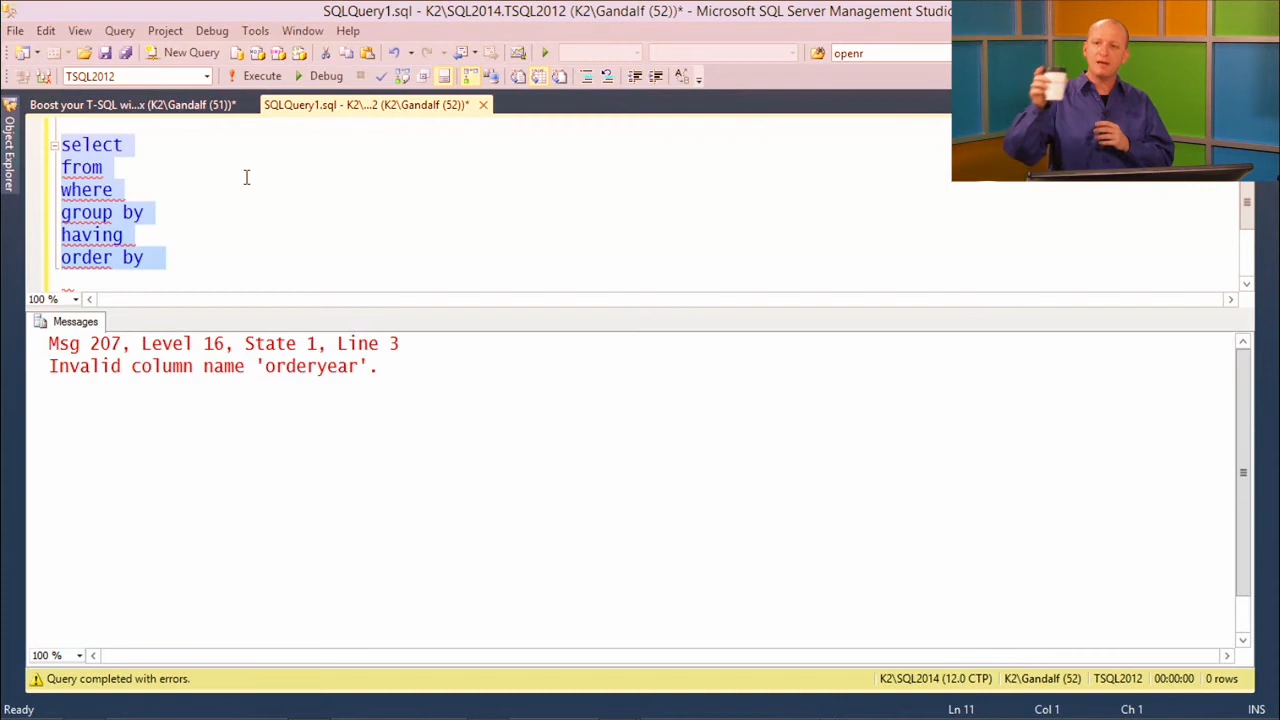 SQLQuery1.sql - K2\SQL2014.TSQL2012 (K2\Gandalf (52))* - Microsoft SQL Server Management Studio
File Edit View Query Project Debug Tools Window Help
New Query openr
TSQL2012 Execute Debug
Boost your T-SQL wi...x (K2\Gandalf (51))* SQLQuery1.sql - K2\...2 (K2\Gandalf (52))*
Object Explorer
select
from
where
group by
having
order by
100 %
Messages
Msg 207, Level 16, State 1, Line 3
Invalid column name 'orderyear'.
100 %
Query completed with errors. K2\SQL2014 (12.0 CTP) K2\Gandalf (52) TSQL2012 00:00:00 0 rows
Ready Ln 11 Col 1 Ch 1 INS